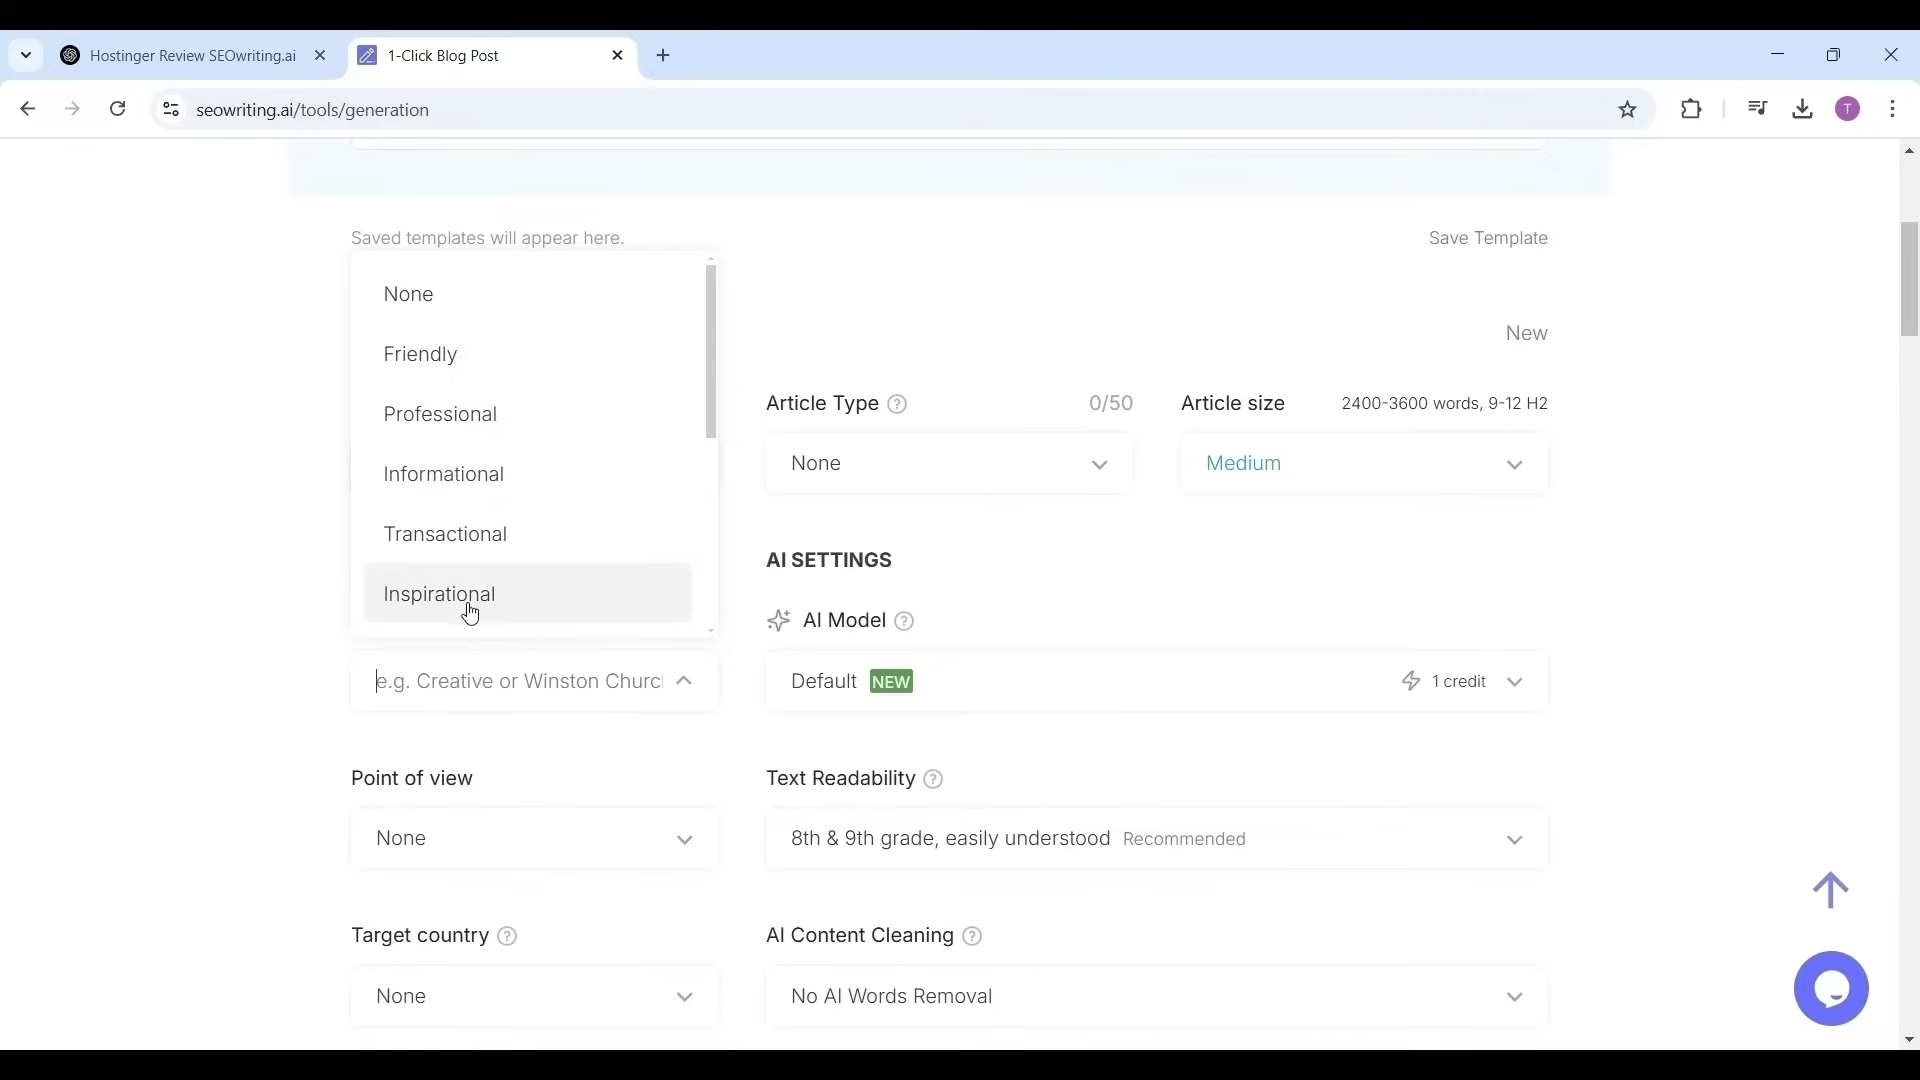 Hostinger Review SEOwriting.ai
1-Click Blog Post
seowriting.ai/tools/generation
T
Saved templates will appear here.
Save Template
None
Friendly
Professional
Informational
Transactional
Inspirational
New
Article Type ? 0/50
None
Article size 2400-3600 words, 9-12 H2
Medium
AI SETTINGS
AI Model ?
e.g. Creative or Winston Churc
Default NEW 1 credit
Point of view
None
Text Readability ?
8th & 9th grade, easily understood Recommended
Target country ?
None
AI Content Cleaning ?
No AI Words Removal